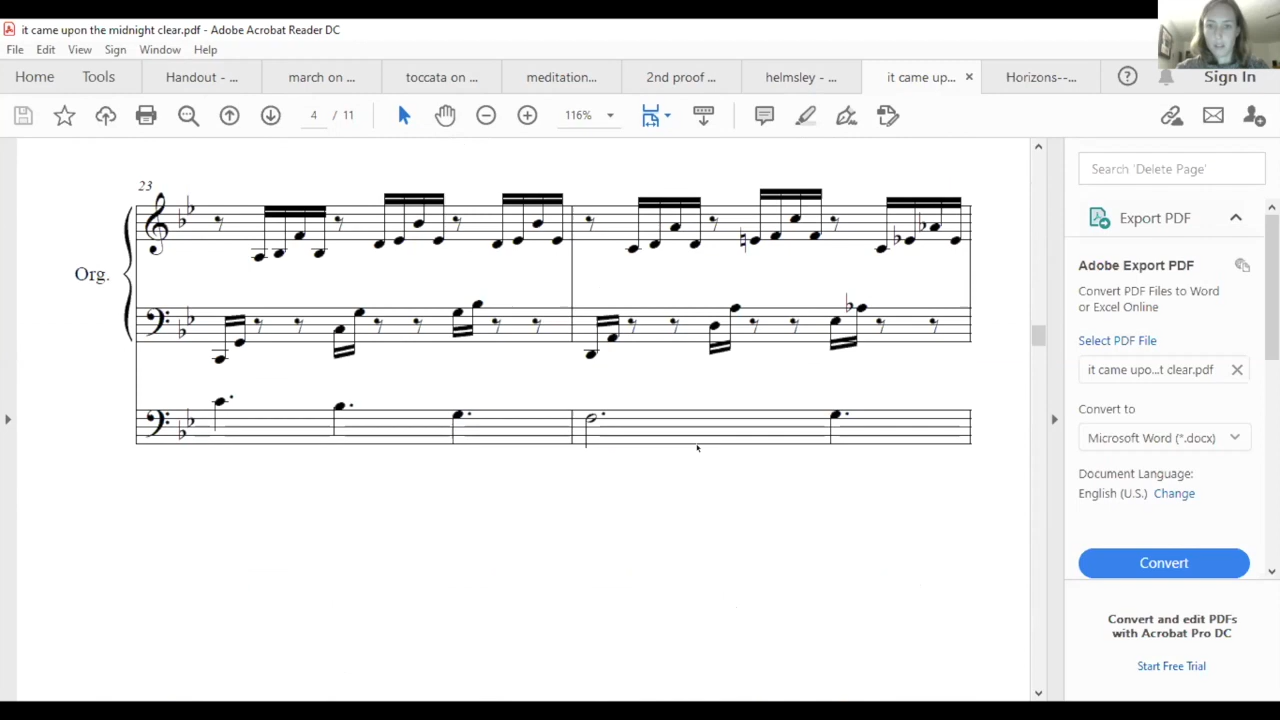 it came upon the midnight clear.pdf - Adobe Acrobat Reader DC
File Edit View Sign Window Help
Home Tools Handout - ... march on ... toccata on ... meditation... 2nd proof ... helmsley - ... it came up... × Horizons--... Sign In
4 / 11 116%
Search 'Delete Page'
23
Org.
Export PDF
Adobe Export PDF
Convert PDF Files to Word
or Excel Online
Select PDF File
it came upo...t clear.pdf
Convert to
Microsoft Word (*.docx)
Document Language:
English (U.S.) Change
Convert
Convert and edit PDFs
with Acrobat Pro DC
Start Free Trial